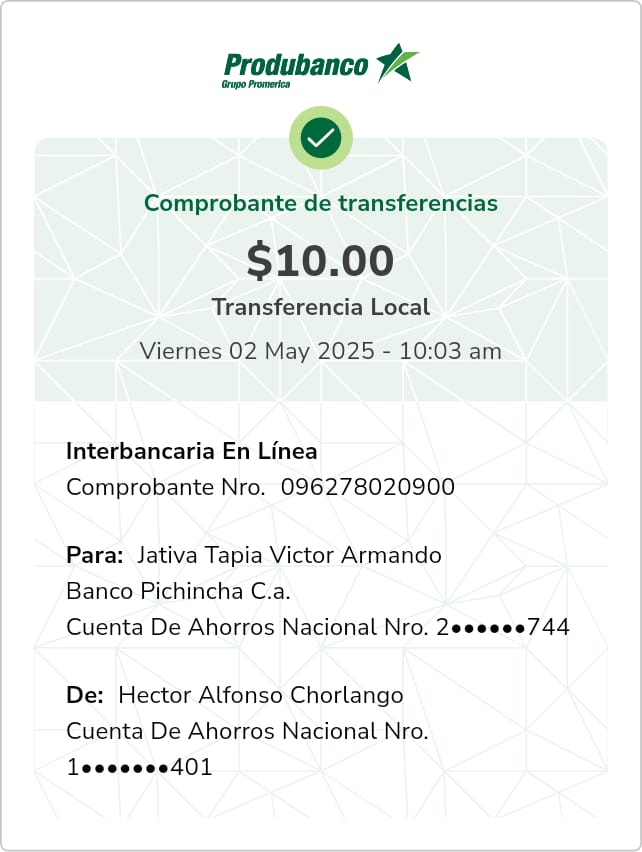 Produbanco
Grupo Promerica
Comprobante de transferencias
$10.00
Transferencia Local
Viernes 02 May 2025 - 10:03 am
Interbancaria En Línea
Comprobante Nro. 096278020900
Para: Jativa Tapia Victor Armando
Banco Pichincha C.a.
Cuenta De Ahorros Nacional Nro. 2●●●●●●744
De: Hector Alfonso Chorlango
Cuenta De Ahorros Nacional Nro.
1●●●●●●●401